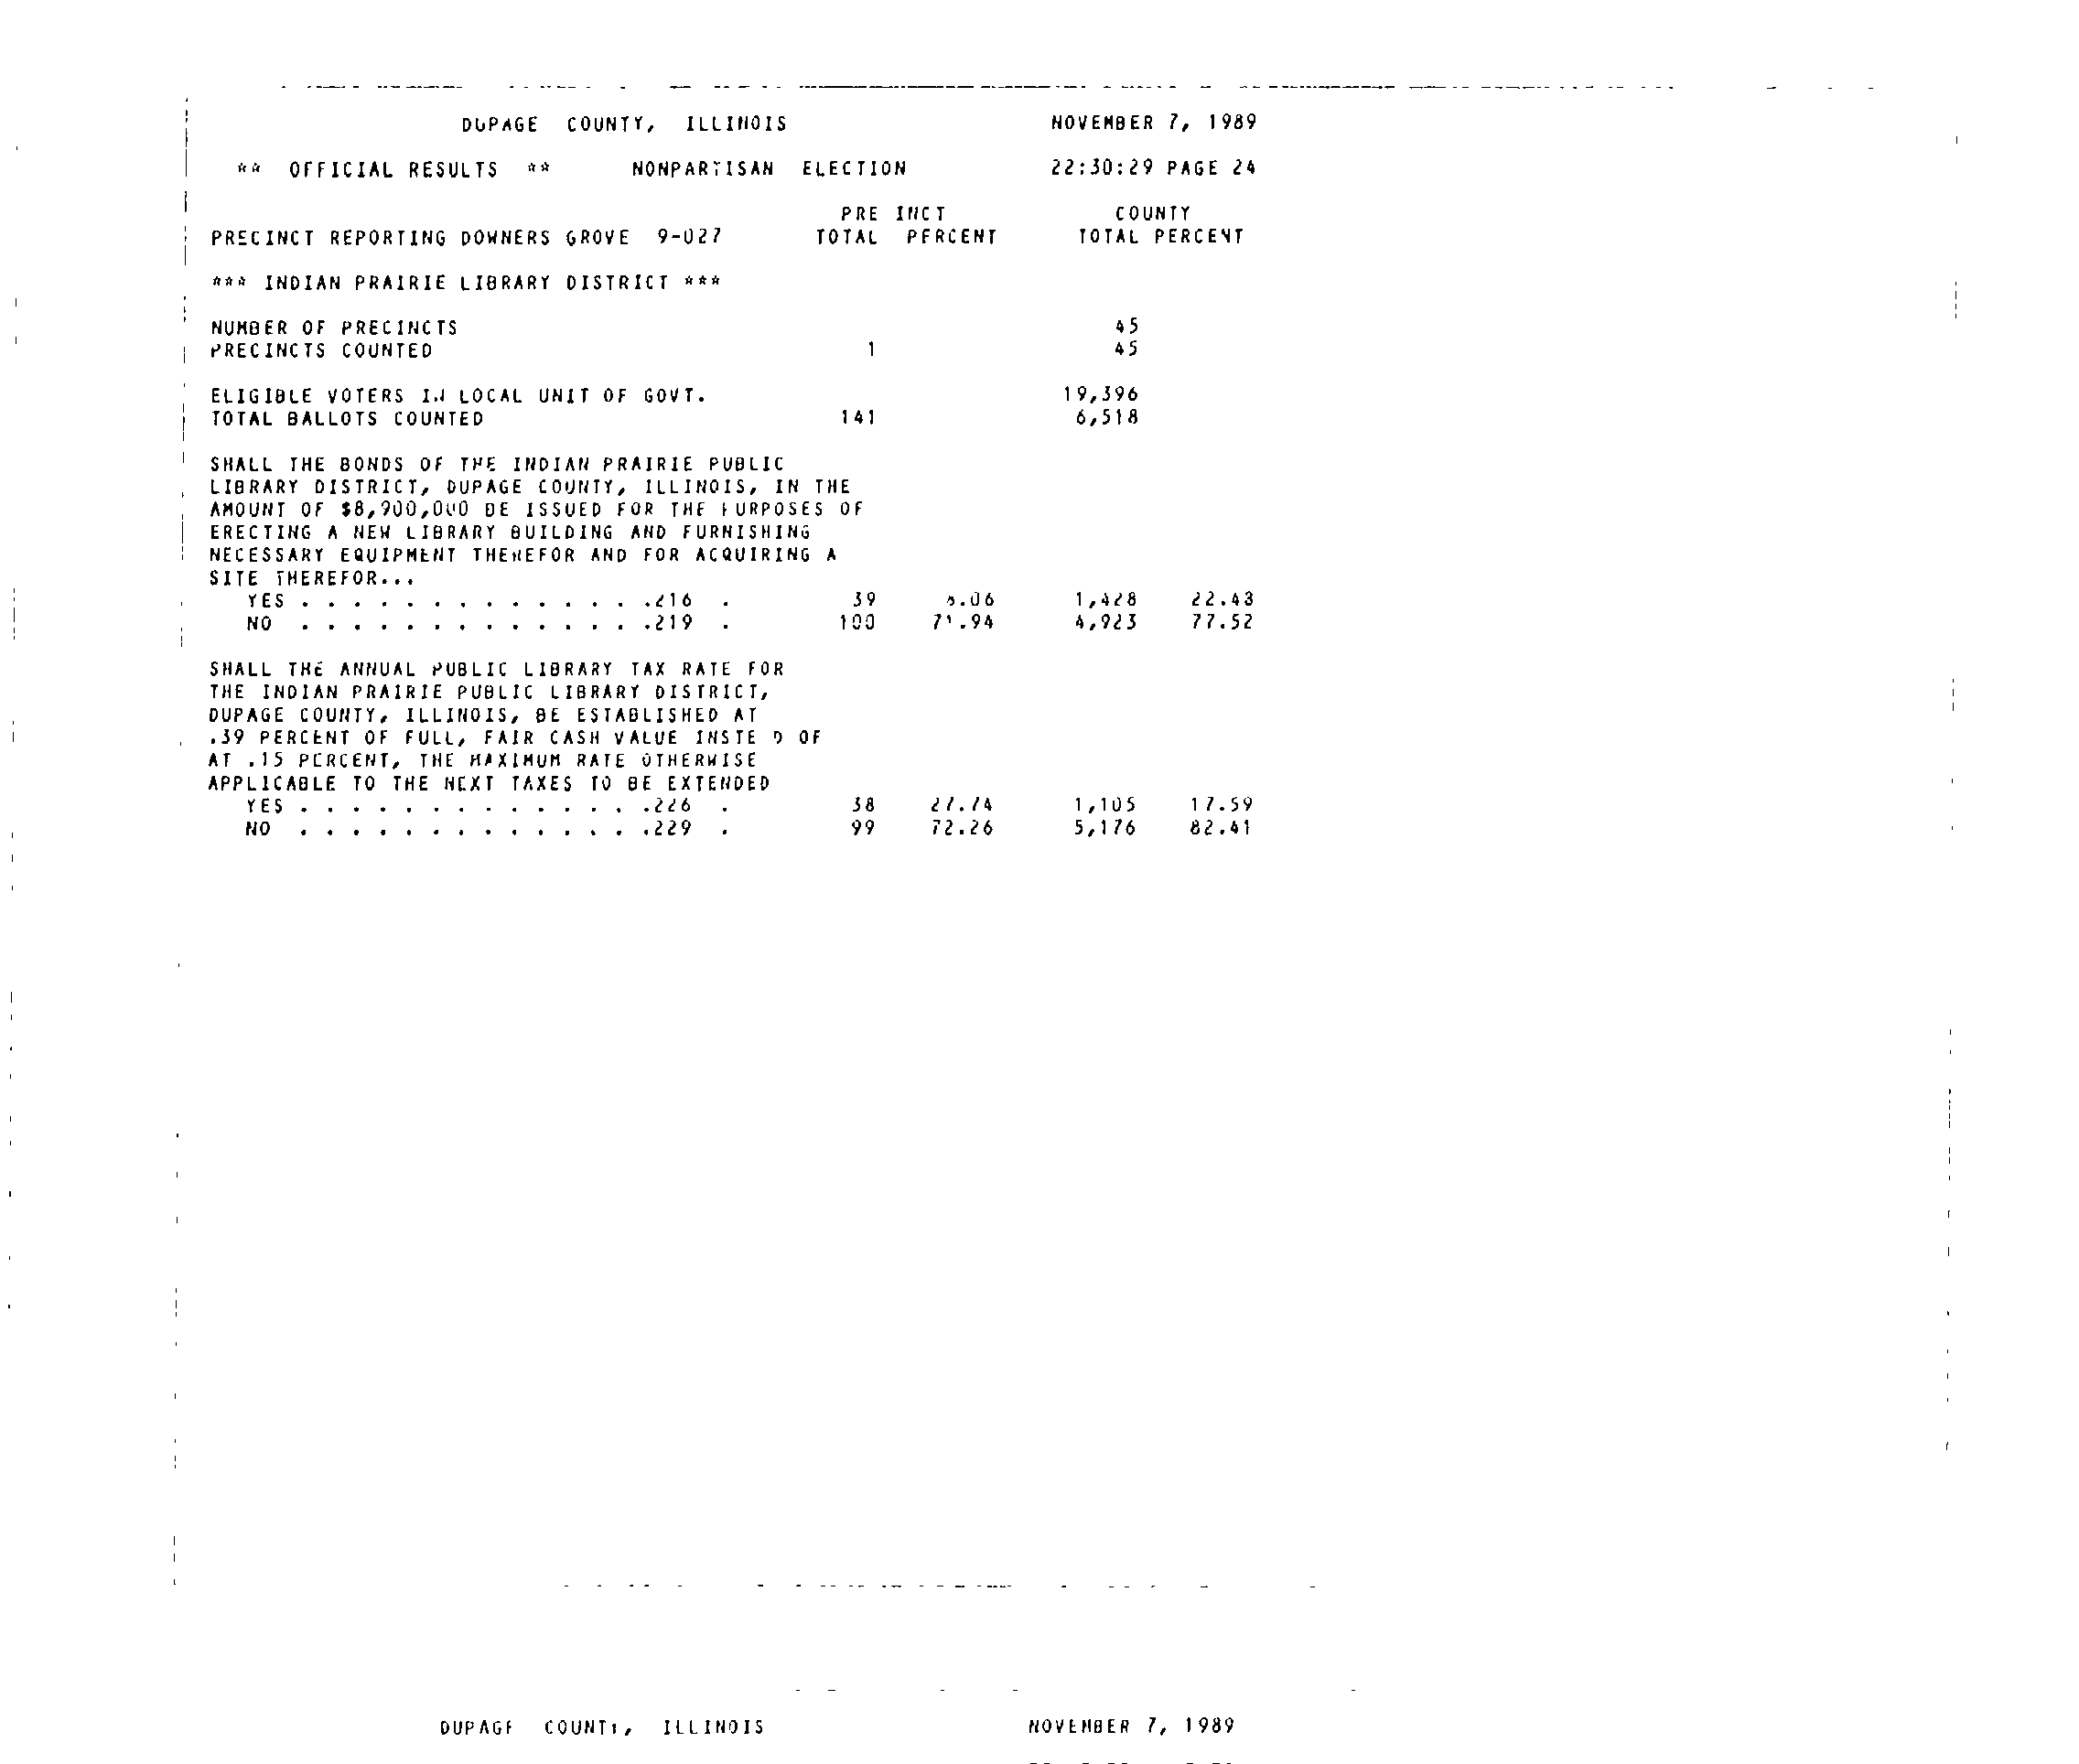 DUPAGE COUNTY, ILLINOIS NOVEMBER 7, 1989
** OFFICIAL RESULTS ** NONPARTISAN ELECTION 22:30:29 PAGE 24
PRE INCT COUNTY
PRECINCT REPORTING DOWNERS GROVE 9-027 TOTAL PERCENT TOTAL PERCENT
*** INDIAN PRAIRIE LIBRARY DISTRICT ***
NUMBER OF PRECINCTS 45
PRECINCTS COUNTED 1 45
ELIGIBLE VOTERS IN LOCAL UNIT OF GOVT. 19,396
TOTAL BALLOTS COUNTED 141 6,518
SHALL THE BONDS OF THE INDIAN PRAIRIE PUBLIC
LIBRARY DISTRICT, DUPAGE COUNTY, ILLINOIS, IN THE
AMOUNT OF $8,900,000 BE ISSUED FOR THE PURPOSES OF
ERECTING A NEW LIBRARY BUILDING AND FURNISHING
NECESSARY EQUIPMENT THEREFOR AND FOR ACQUIRING A
SITE THEREFOR...
YES . . . . . . . . . . . . . .216 . 39 1,428 22.48
NO . . . . . . . . . . . . . .219 . 100 71.94 4,923 77.52
SHALL THE ANNUAL PUBLIC LIBRARY TAX RATE FOR
THE INDIAN PRAIRIE PUBLIC LIBRARY DISTRICT,
DUPAGE COUNTY, ILLINOIS, BE ESTABLISHED AT
.39 PERCENT OF FULL, FAIR CASH VALUE INSTE D OF
AT .15 PERCENT, THE MAXIMUM RATE OTHERWISE
APPLICABLE TO THE NEXT TAXES TO BE EXTENDED
YES . . . . . . . . . . . . . .226 . 38 27.74 1,105 17.59
NO . . . . . . . . . . . . . .229 . 99 72.26 5,176 82.41
DUPAGE COUNTY, ILLINOIS NOVEMBER 7, 1989